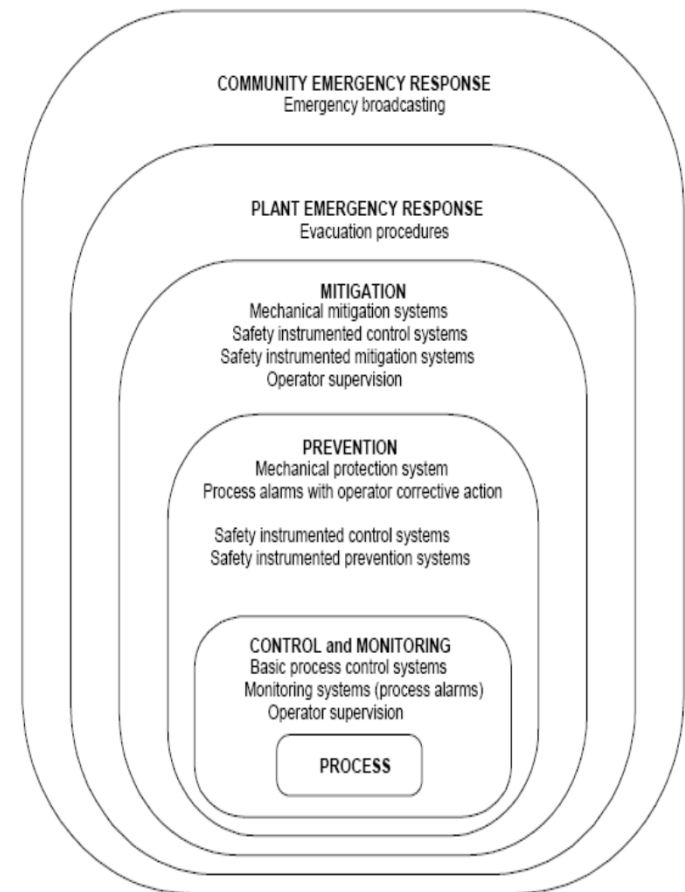 COMMUNITY EMERGENCY RESPONSE
Emergency broadcasting
PLANT EMERGENCY RESPONSE
Evacuation procedures
MITIGATION
Mechanical mitigation systems
Safety instrumented control systems
Safety instrumented mitigation systems
Operator supervision
PREVENTION
Mechanical protection system
Process alarms with operator corrective action
Safety instrumented control systems
Safety instrumented prevention systems
CONTROL and MONITORING
Basic process control systems
Monitoring systems (process alarms)
Operator supervision
PROCESS